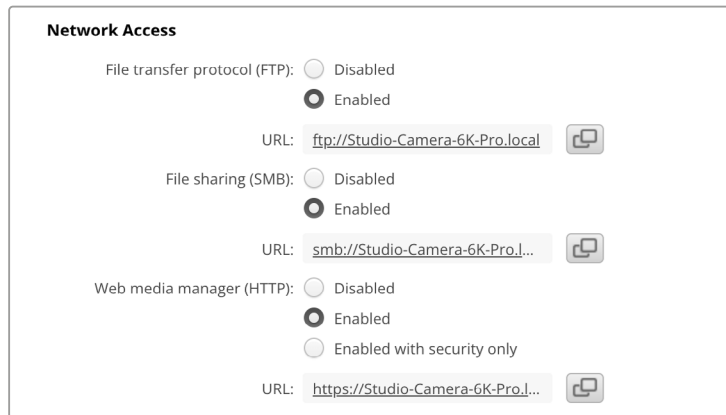 Network Access
File transfer protocol (FTP): Disabled
Enabled
URL: ftp://Studio-Camera-6K-Pro.local
File sharing (SMB): Disabled
Enabled
URL: smb://Studio-Camera-6K-Pro.l...
Web media manager (HTTP): Disabled
Enabled
Enabled with security only
URL: https://Studio-Camera-6K-Pro.l...